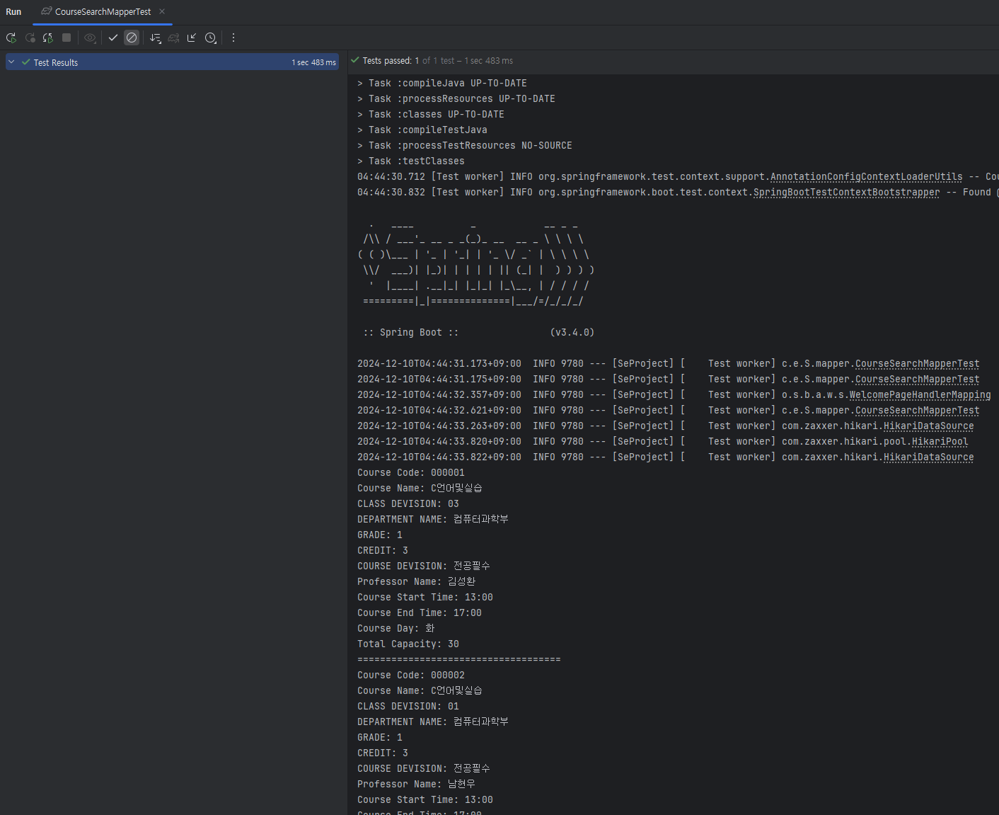 Run CourseSearchMapperTest
Test Results 1 sec 483 ms
Tests passed: 1 of 1 test – 1 sec 483 ms
> Task :compileJava UP-TO-DATE
> Task :processResources UP-TO-DATE
> Task :classes UP-TO-DATE
> Task :compileTestJava
> Task :processTestResources NO-SOURCE
> Task :testClasses
04:44:30.712 [Test worker] INFO org.springframework.test.context.support.AnnotationConfigContextLoaderUtils -- Cou
04:44:30.832 [Test worker] INFO org.springframework.boot.test.context.SpringBootTestContextBootstrapper -- Found @
  .   ____          _            __ _ _
 /\\ / ___'_ __ _ _(_)_ __  __ _ \ \ \ \
( ( )\___ | '_ | '_| | '_ \/ _` | \ \ \ \
 \\/  ___)| |_)| | | | | || (_| |  ) ) ) )
  '  |____| .__|_| |_|_| |_\__, | / / / /
 =========|_|==============|___/=/_/_/_/
 :: Spring Boot ::                (v3.4.0)
2024-12-10T04:44:31.173+09:00  INFO 9780 --- [SeProject] [    Test worker] c.e.S.mapper.CourseSearchMapperTest
2024-12-10T04:44:31.175+09:00  INFO 9780 --- [SeProject] [    Test worker] c.e.S.mapper.CourseSearchMapperTest
2024-12-10T04:44:32.357+09:00  INFO 9780 --- [SeProject] [    Test worker] o.s.b.a.w.s.WelcomePageHandlerMapping
2024-12-10T04:44:32.621+09:00  INFO 9780 --- [SeProject] [    Test worker] c.e.S.mapper.CourseSearchMapperTest
2024-12-10T04:44:33.263+09:00  INFO 9780 --- [SeProject] [    Test worker] com.zaxxer.hikari.HikariDataSource
2024-12-10T04:44:33.820+09:00  INFO 9780 --- [SeProject] [    Test worker] com.zaxxer.hikari.pool.HikariPool
2024-12-10T04:44:33.822+09:00  INFO 9780 --- [SeProject] [    Test worker] com.zaxxer.hikari.HikariDataSource
Course Code: 000001
Course Name: C언어및실습
CLASS DEVISION: 03
DEPARTMENT NAME: 컴퓨터과학부
GRADE: 1
CREDIT: 3
COURSE DEVISION: 전공필수
Professor Name: 김성환
Course Start Time: 13:00
Course End Time: 17:00
Course Day: 화
Total Capacity: 30
====================================
Course Code: 000002
Course Name: C언어및실습
CLASS DEVISION: 01
DEPARTMENT NAME: 컴퓨터과학부
GRADE: 1
CREDIT: 3
COURSE DEVISION: 전공필수
Professor Name: 남현우
Course Start Time: 13:00
Course End Time: 17:00